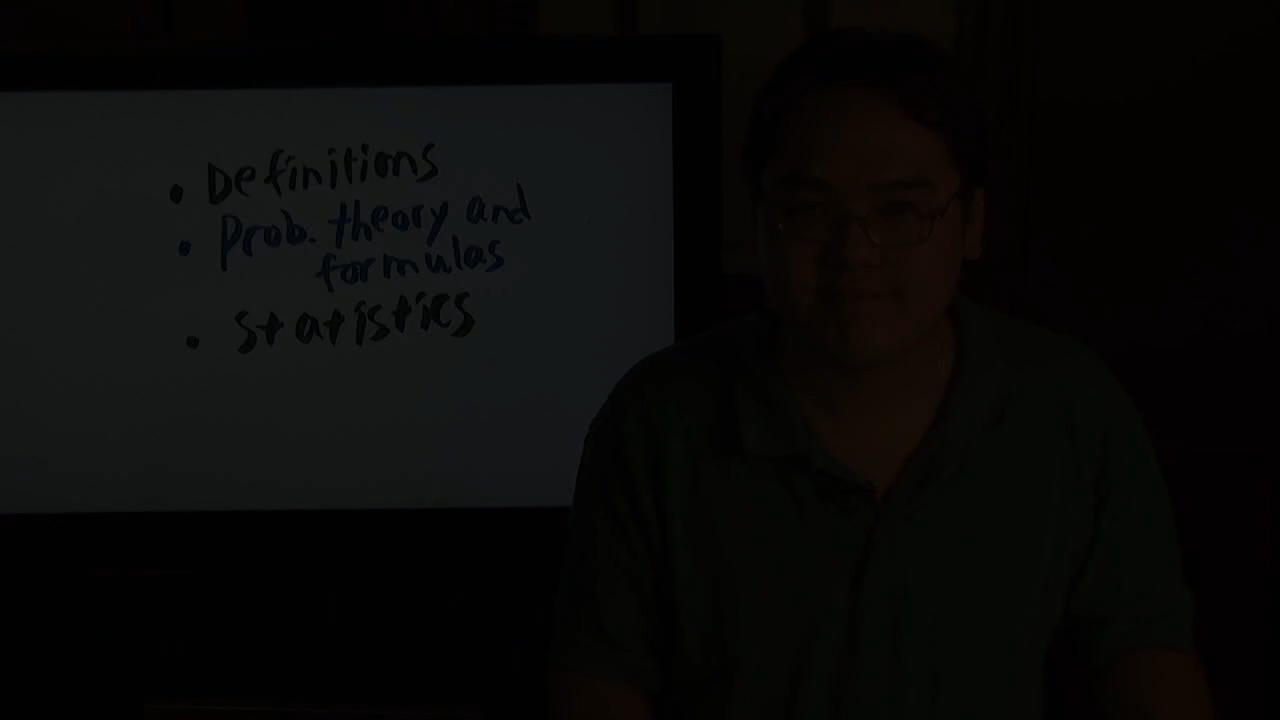 • Definitions
• Prob. theory and
formulas
• statistics